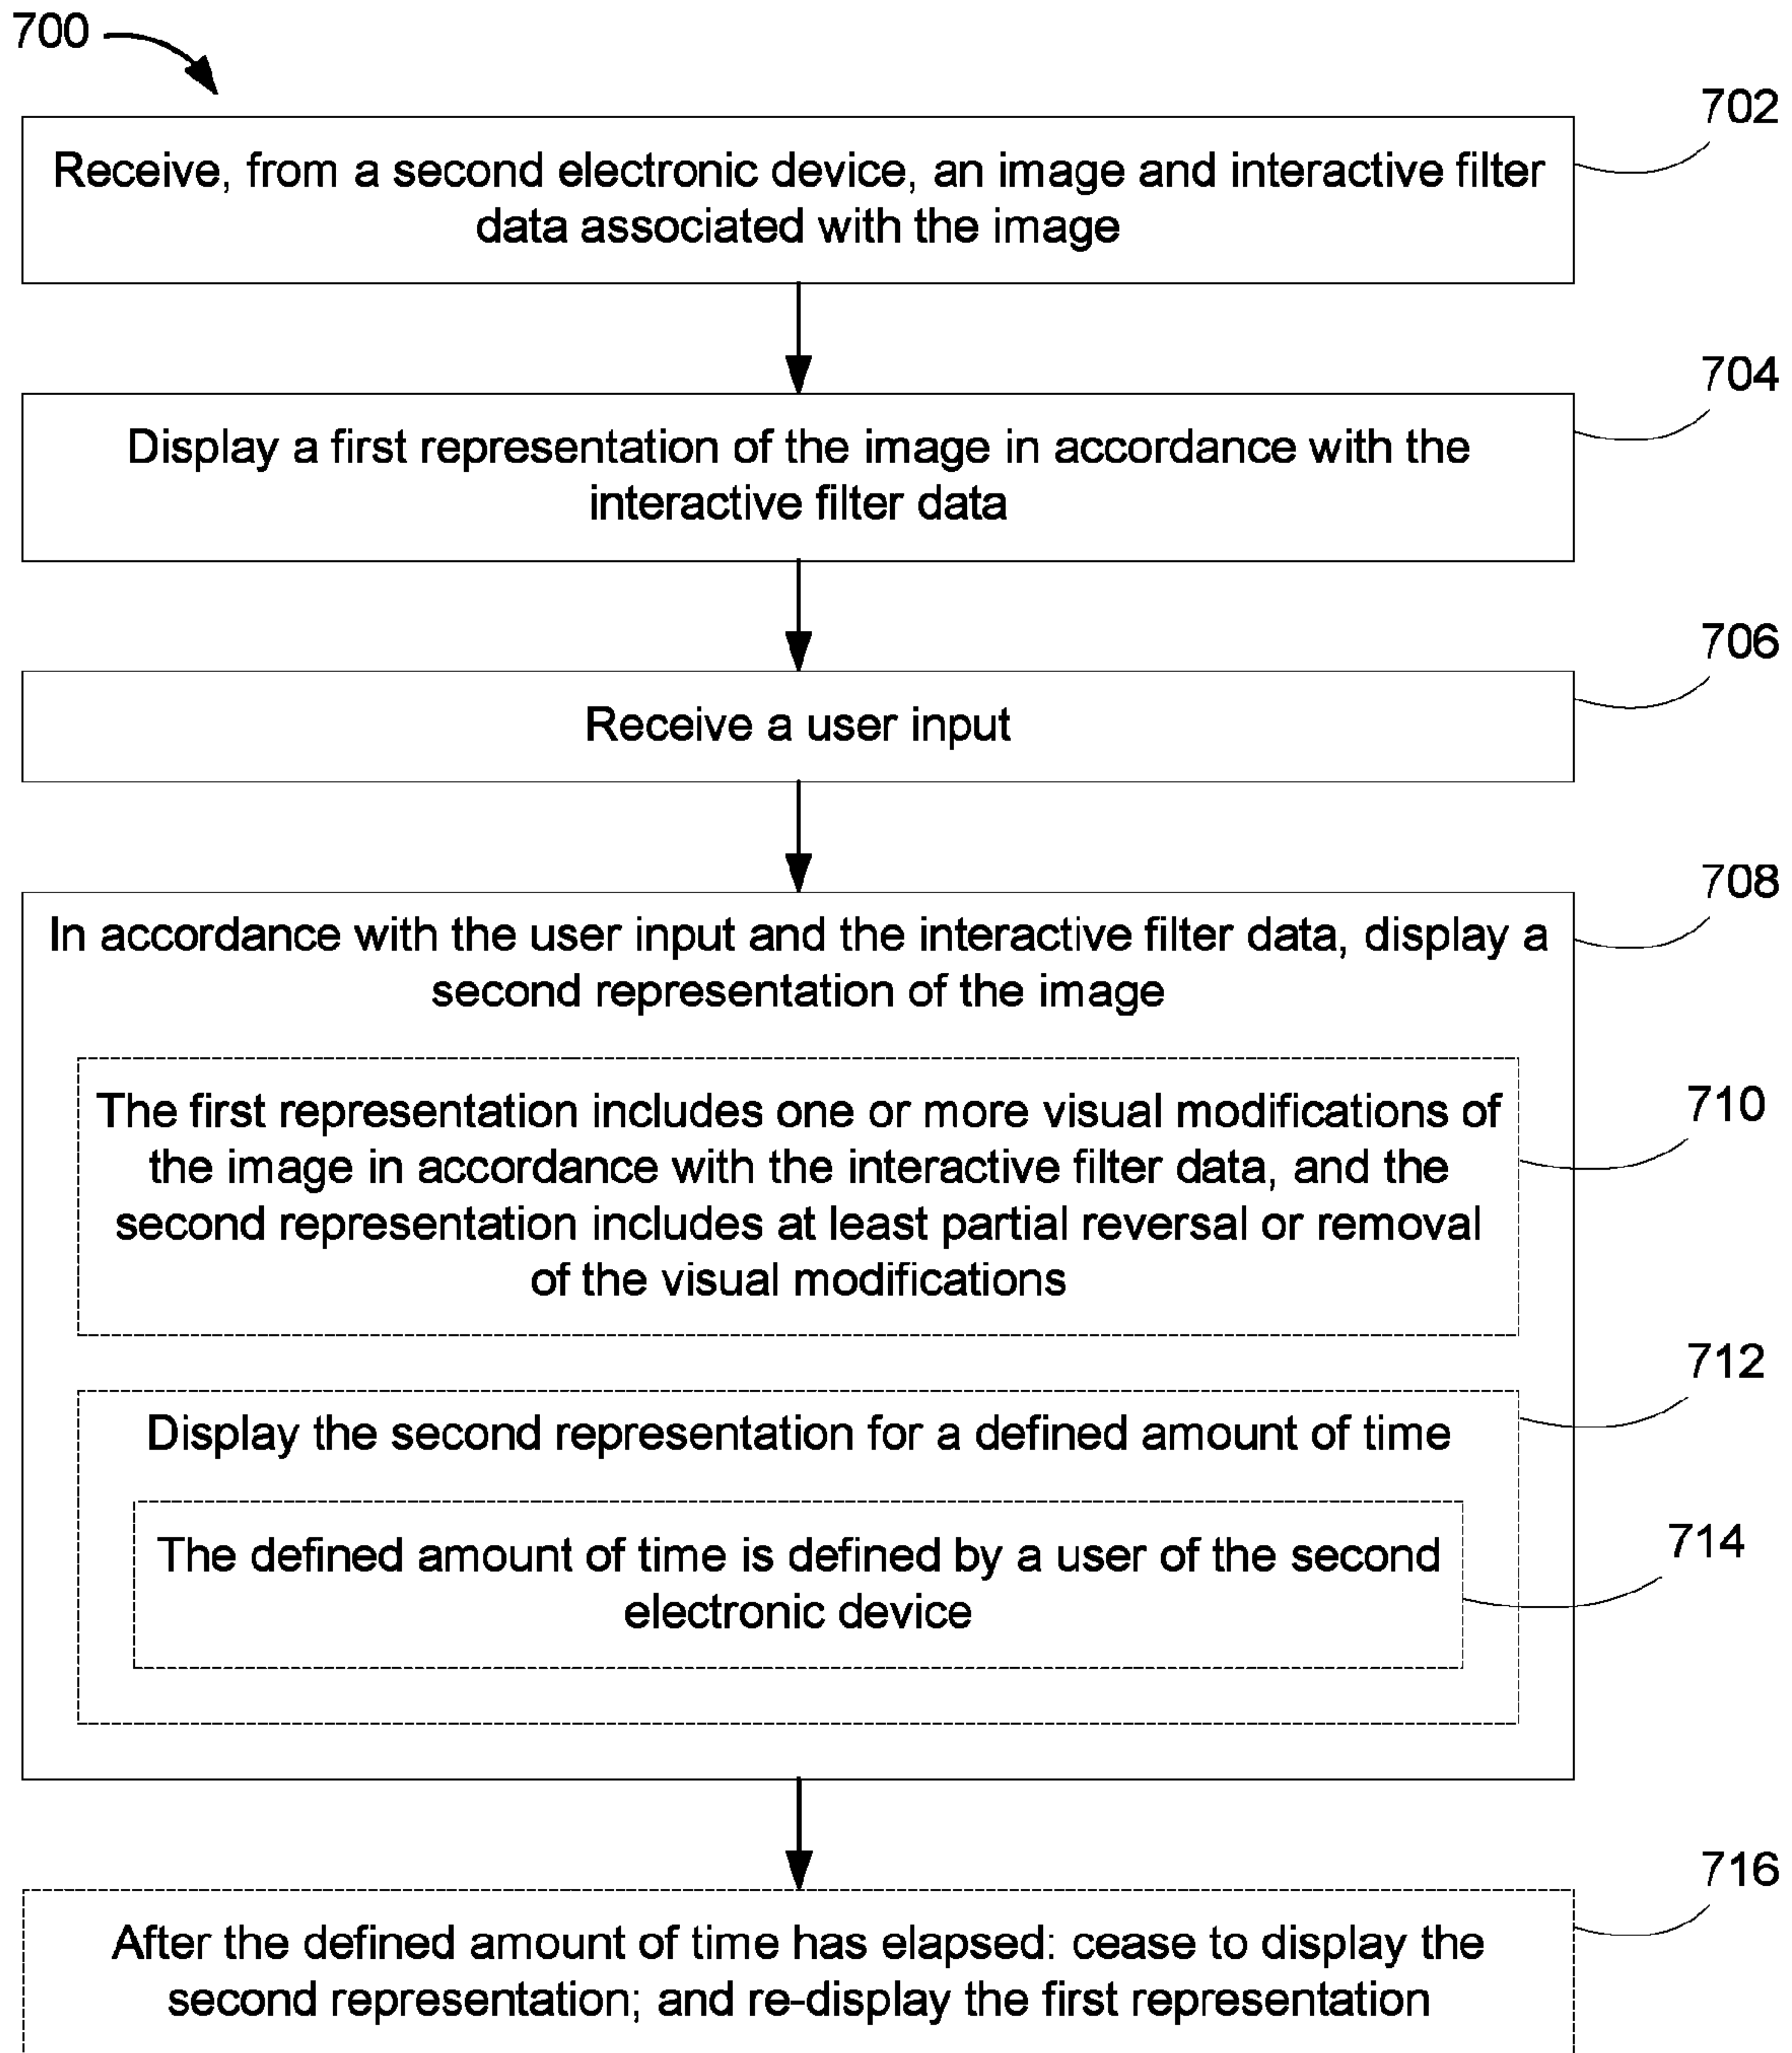 700
702
Receive, from a second electronic device, an image and interactive filter
data associated with the image
704
Display a first representation of the image in accordance with the
interactive filter data
706
Receive a user input
708
In accordance with the user input and the interactive filter data, display a
second representation of the image
710
The first representation includes one or more visual modifications of
the image in accordance with the interactive filter data, and the
second representation includes at least partial reversal or removal
of the visual modifications
712
Display the second representation for a defined amount of time
714
The defined amount of time is defined by a user of the second
electronic device
716
After the defined amount of time has elapsed: cease to display the
second representation; and re-display the first representation